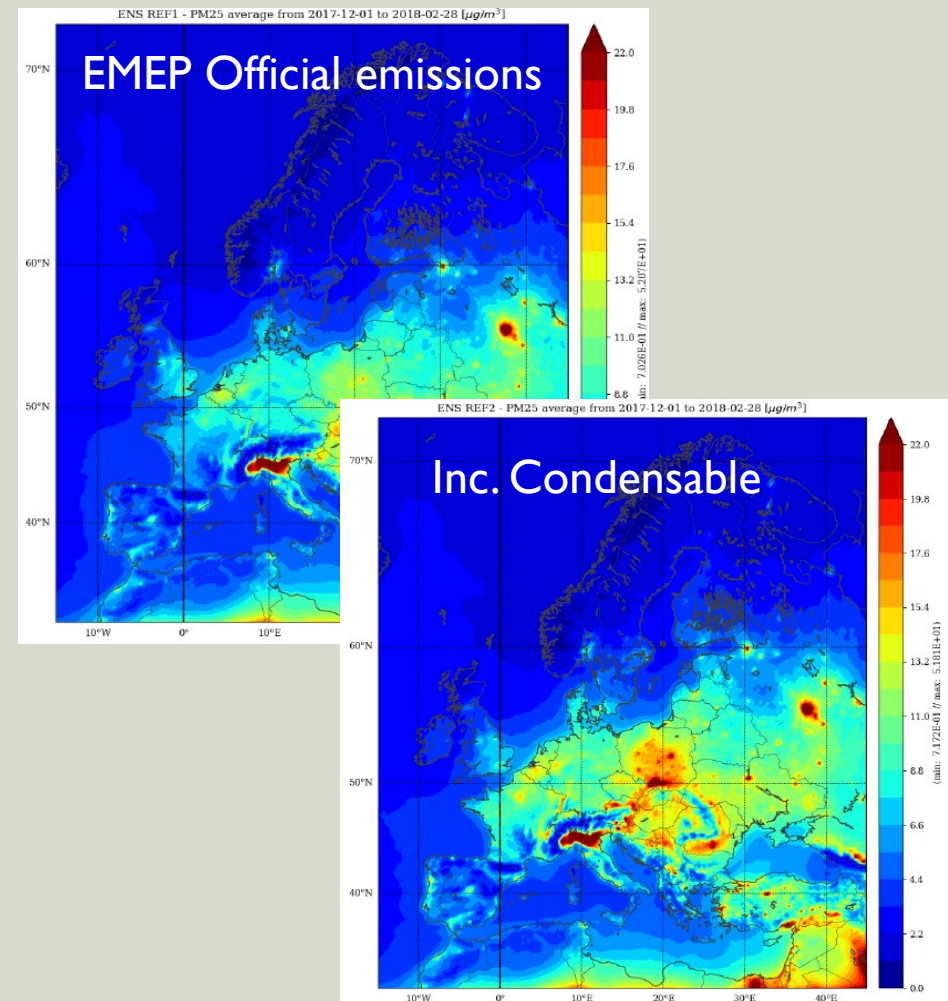 ENS REF1 - PM25 average from 2017-12-01 to 2018-02-28 [μg/m³]
EMEP Official emissions
70°N
60°N
50°N
40°N
10°W 0° 10°E
22.0
19.8
17.6
15.4
13.2
11.0
8.8
in: 7.026E-01 // max: 5.207E+01)
ENS REF2 - PM25 average from 2017-12-01 to 2018-02-28 [μg/m³]
Inc. Condensable
70°N
60°N
50°N
40°N
10°W 0° 10°E 20°E 30°E 40°E
22.0
19.8
17.6
15.4
13.2
11.0
8.8
6.6
4.4
2.2
0.0
(min: 7.172E-01 // max: 5.181E+01)